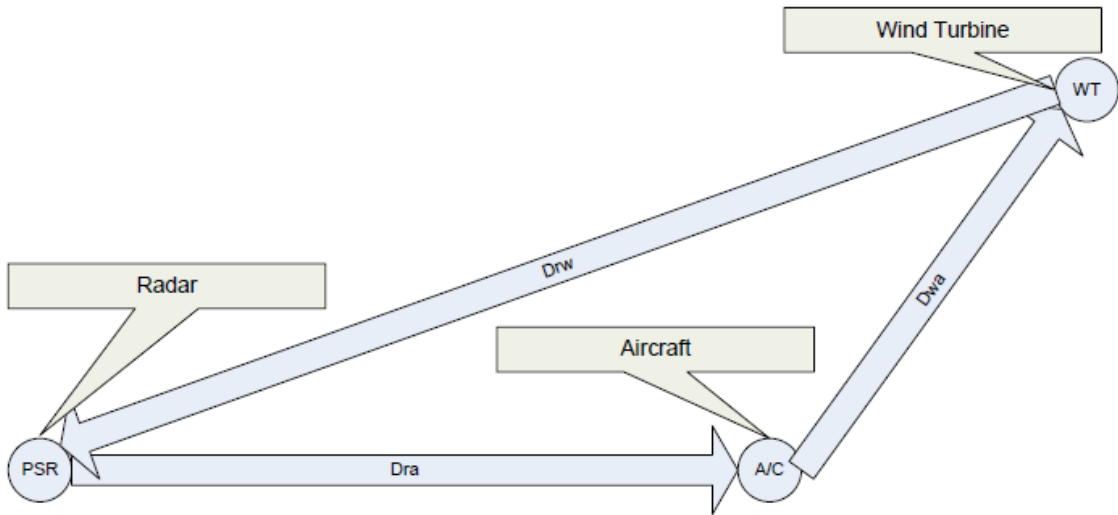 Wind Turbine
WT
Drw
Dwa
Radar
Aircraft
PSR
Dra
A/C